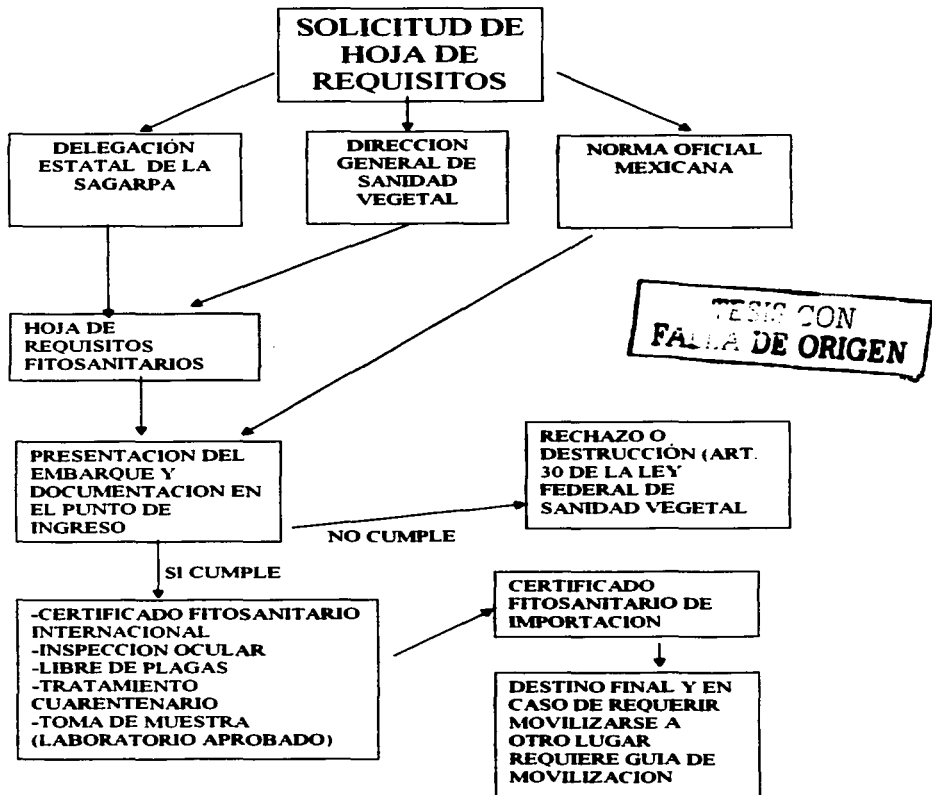 SOLICITUD DE
HOJA DE
REQUISITOS
DELEGACIÓN
ESTATAL DE LA
SAGARPA
DIRECCION
GENERAL DE
SANIDAD
VEGETAL
NORMA OFICIAL
MEXICANA
HOJA DE
REQUISITOS
FITOSANITARIOS
TESIS CON
FALLA DE ORIGEN
PRESENTACION DEL
EMBARQUE Y
DOCUMENTACION EN
EL PUNTO DE
INGRESO
RECHAZO O
DESTRUCCIÓN (ART.
30 DE LA LEY
FEDERAL DE
SANIDAD VEGETAL
NO CUMPLE
SI CUMPLE
-CERTIFICADO FITOSANITARIO
INTERNACIONAL
-INSPECCION OCULAR
-LIBRE DE PLAGAS
-TRATAMIENTO
CUARENTENARIO
-TOMA DE MUESTRA
(LABORATORIO APROBADO)
CERTIFICADO
FITOSANITARIO DE
IMPORTACION
DESTINO FINAL Y EN
CASO DE REQUERIR
MOVILIZARSE A
OTRO LUGAR
REQUIERE GUIA DE
MOVILIZACION